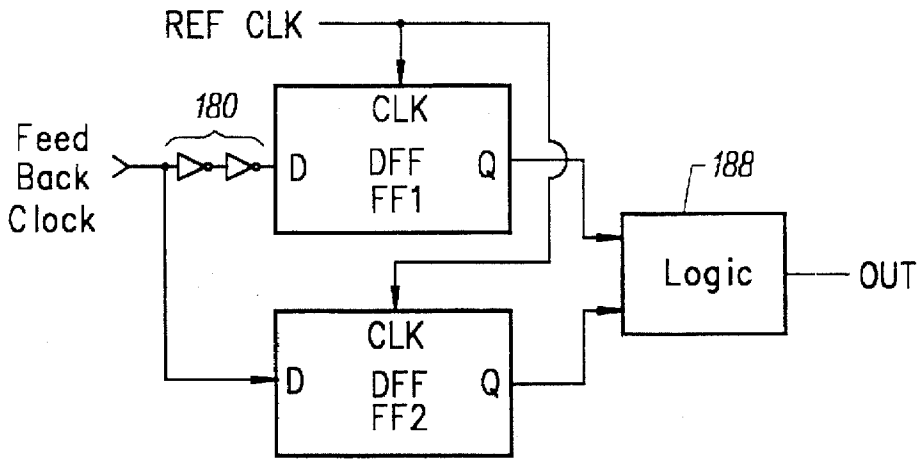 REF CLK
180
Feed
Back
Clock
CLK
D
DFF
Q
FF1
188
Logic
OUT
CLK
D
DFF
Q
FF2